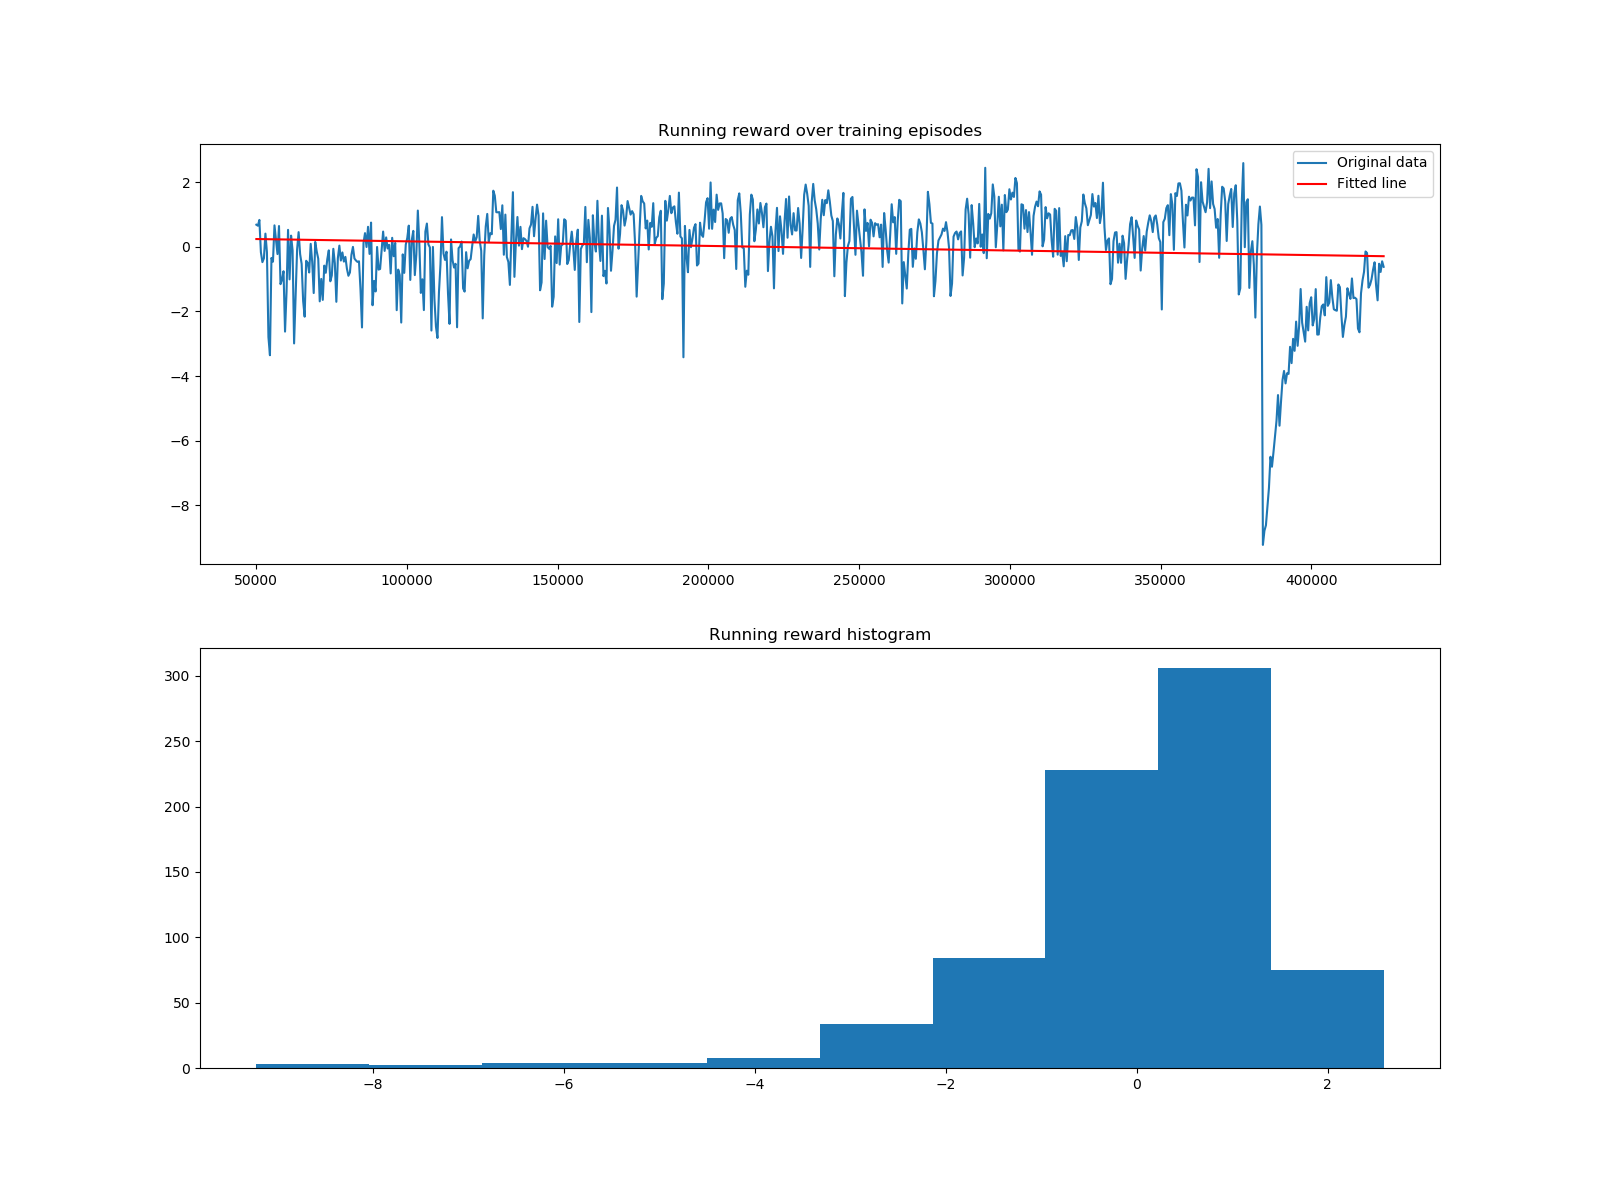 Running reward over training episodes
Original data
Fitted line
2
0
−2
−4
−6
−8
50000 100000 150000 200000 250000 300000 350000 400000
Running reward histogram
300
250
200
150
100
50
0
−8 −6 −4 −2 0 2